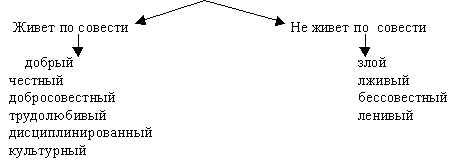 Живет по совести
Не живет по совести
добрый
честный
добросовестный
трудолюбивый
дисциплинированный
культурный
злой
лживый
бессовестный
ленивый